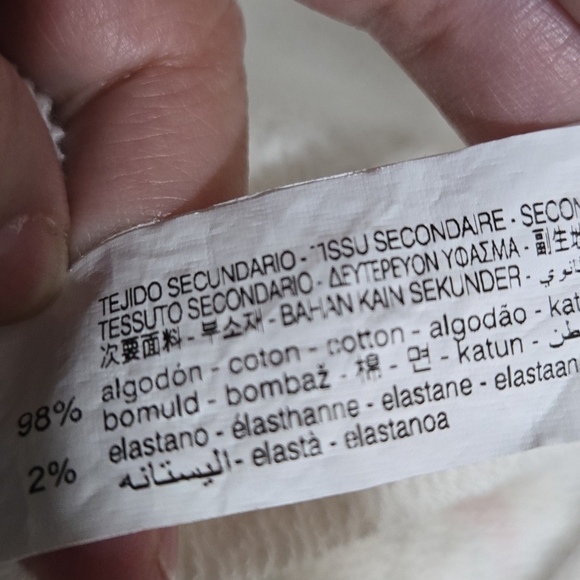 TEJIDO SECUNDARIO - TISSU SECONDAIRE - SECON
TESSUTO SECONDARIO - ΔΕΥΤΕΡΕΥΟΝ ΥΦΑΣΜΑ - 副生地
次要面料 - 부소재 - BAHAN KAIN SEKUNDER -
98% algodón - coton - cotton - algodão - kat
bomuld - bombaž - 棉 - 면 - katun -
2% elastano - élasthanne - elastane - elastaan
اليستانه - elastà - elastanoa